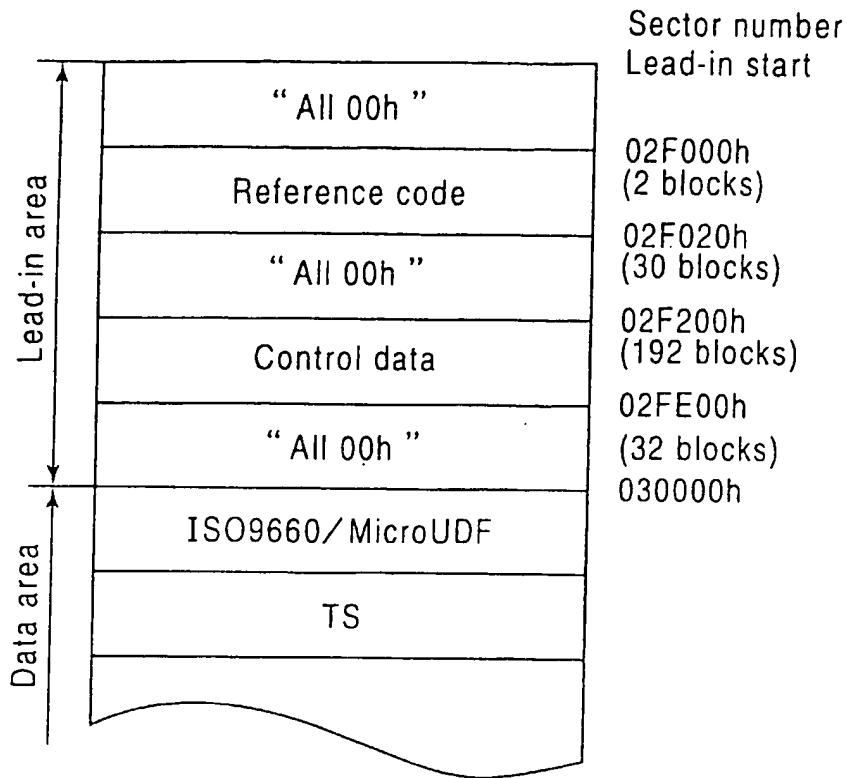 Sector number
Lead-in start
“ All 00h ”
02F000h
(2 blocks)
Reference code
02F020h
(30 blocks)
“ All 00h ”
02F200h
(192 blocks)
Control data
02FE00h
(32 blocks)
“ All 00h ”
030000h
ISO9660/MicroUDF
TS
Lead-in area
Data area